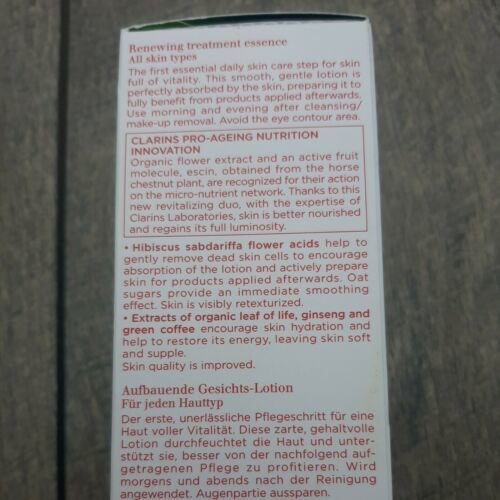 Renewing treatment essence
All skin types
The first essential daily skin care step for skin
full of vitality. This smooth, gentle lotion is
perfectly absorbed by the skin, preparing it to
fully benefit from products applied afterwards.
Use morning and evening after cleansing/
make-up removal. Avoid the eye contour area.
CLARINS PRO-AGEING NUTRITION
INNOVATION
Organic flower extract and an active fruit
molecule, escin, obtained from the horse
chestnut plant, are recognized for their action
on the micro-nutrient network. Thanks to this
new revitalizing duo, with the expertise of
Clarins Laboratories, skin is better nourished
and regains its full luminosity.
• Hibiscus sabdariffa flower acids help to
gently remove dead skin cells to encourage
absorption of the lotion and actively prepare
skin for products applied afterwards. Oat
sugars provide an immediate smoothing
effect. Skin is visibly retexturized.
• Extracts of organic leaf of life, ginseng and
green coffee encourage skin hydration and
help to restore its energy, leaving skin soft
and supple.
Skin quality is improved.
Aufbauende Gesichts-Lotion
Für jeden Hauttyp
Der erste, unerlässliche Pflegeschritt für eine
Haut voller Vitalität. Diese zarte, gehaltvolle
Lotion durchfeuchtet die Haut und unter-
stützt sie, besser von der nachfolgend auf-
getragenen Pflege zu profitieren. Wird
morgens und abends nach der Reinigung
angewendet. Augenpartie aussparen.